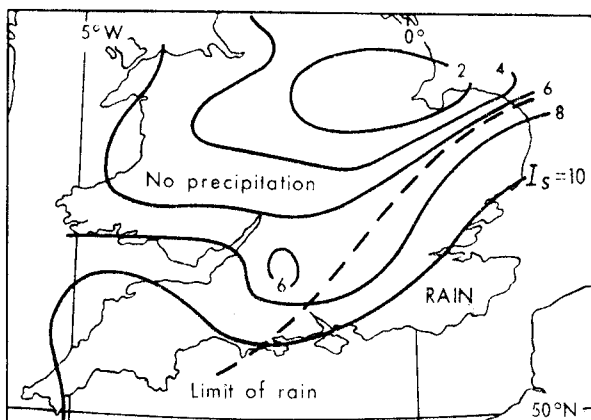 5°W
0°
2
4
6
8
No precipitation
Is=10
6
RAIN
Limit of rain
50°N